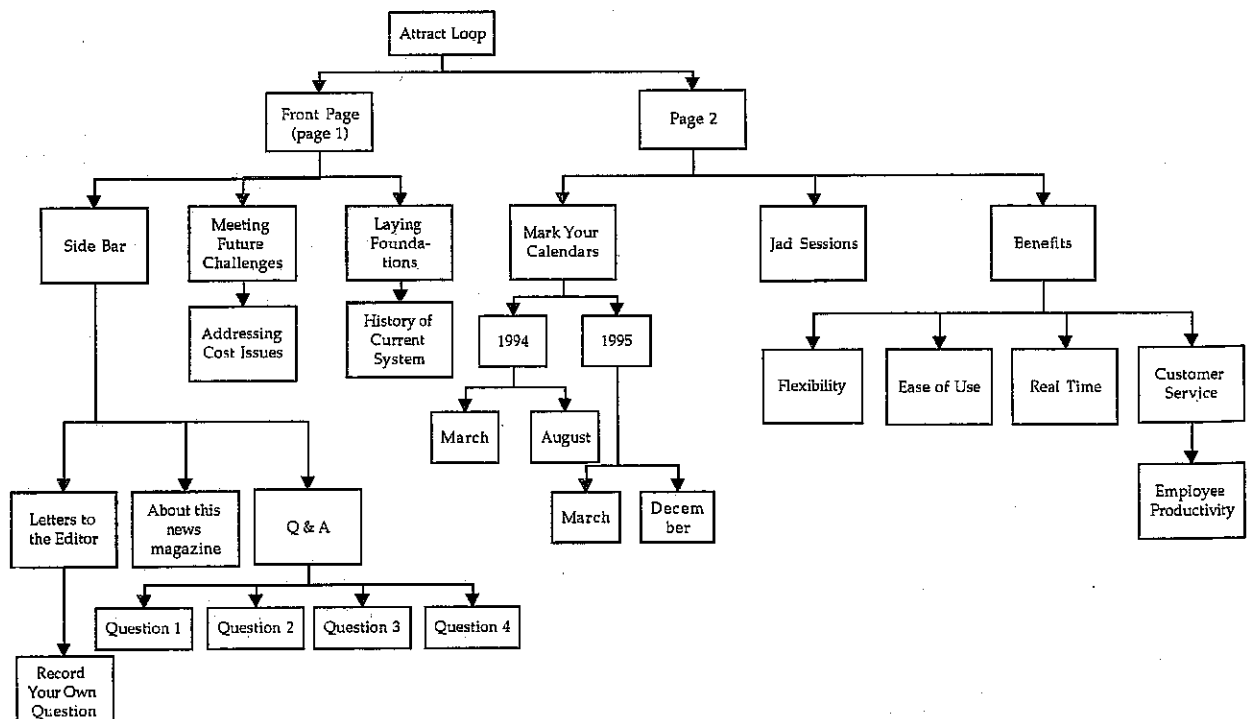 Attract Loop
Front Page
(page 1)
Page 2
Side Bar
Meeting
Future
Challenges
Laying
Founda-
tions
Mark Your
Calendars
Jad Sessions
Benefits
Addressing
Cost Issues
History of
Current
System
1994
1995
Flexibility
Ease of Use
Real Time
Customer
Service
March
August
Letters to
the Editor
About this
news
magazine
Q & A
March
Decem
ber
Employee
Productivity
Question 1
Question 2
Question 3
Question 4
Record
Your Own
Question